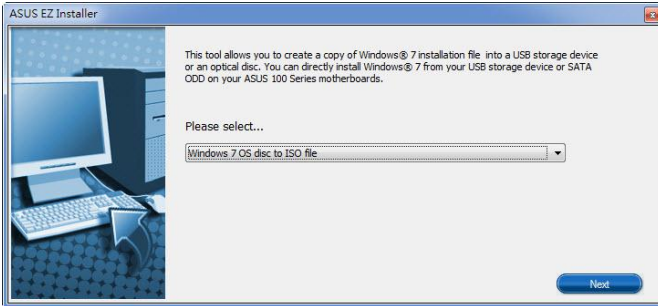 ASUS EZ Installer
This tool allows you to create a copy of Windows® 7 installation file into a USB storage device
or an optical disc. You can directly install Windows® 7 from your USB storage device or SATA
ODD on your ASUS 100 Series motherboards.
Please select...
Windows 7 OS disc to ISO file
Next